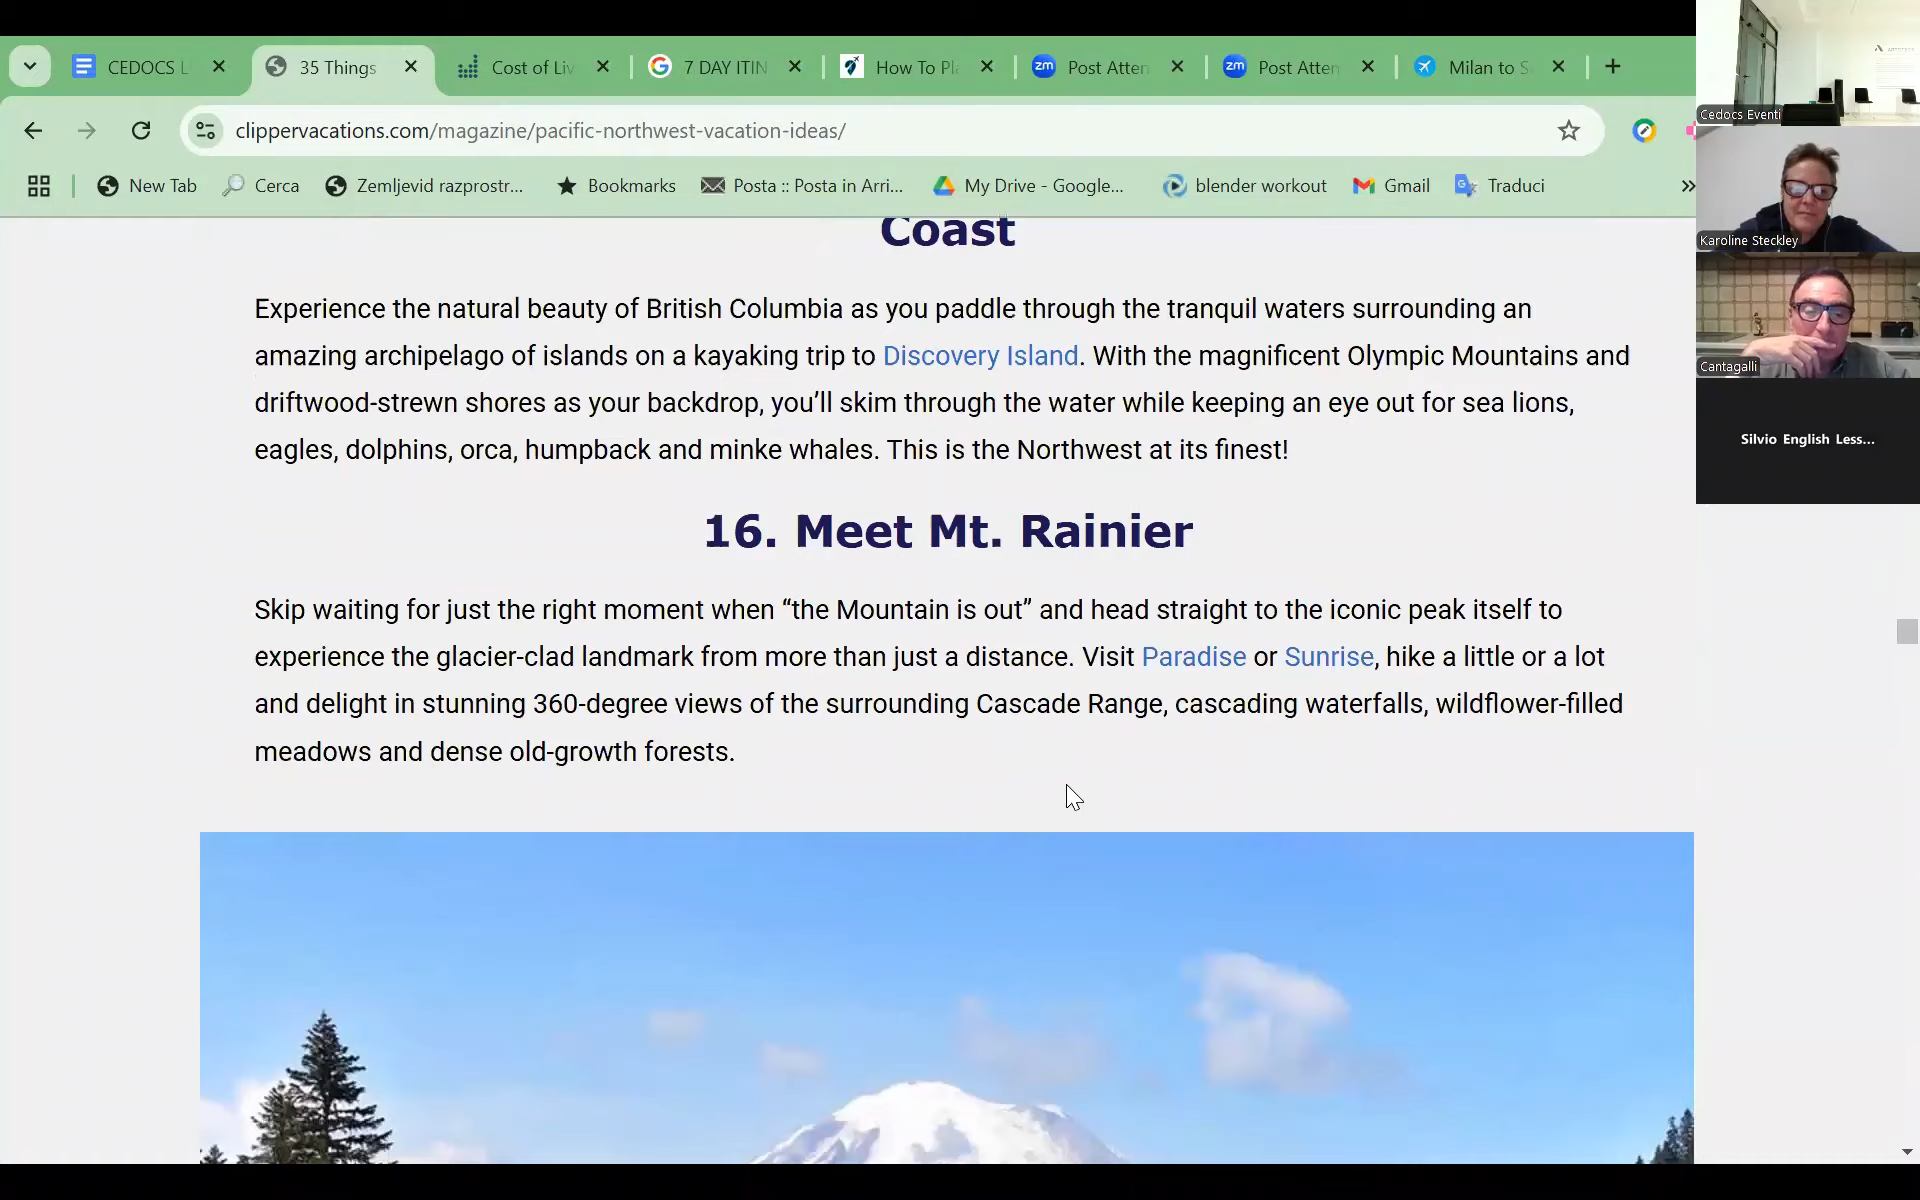 CEDOCS L
35 Things
Cost of Liv
7 DAY ITIN
How To Pla
zm
Post Atten
zm
Post Atten
Milan to S
clippervacations.com/magazine/pacific-northwest-vacation-ideas/
New Tab
Cerca
Zemljevid razprostr...
Bookmarks
Posta :: Posta in Arri...
My Drive - Google...
blender workout
Gmail
Traduci
Coast
Experience the natural beauty of British Columbia as you paddle through the tranquil waters surrounding an
amazing archipelago of islands on a kayaking trip to Discovery Island. With the magnificent Olympic Mountains and
driftwood-strewn shores as your backdrop, you’ll skim through the water while keeping an eye out for sea lions,
eagles, dolphins, orca, humpback and minke whales. This is the Northwest at its finest!
16. Meet Mt. Rainier
Skip waiting for just the right moment when “the Mountain is out” and head straight to the iconic peak itself to
experience the glacier-clad landmark from more than just a distance. Visit Paradise or Sunrise, hike a little or a lot
and delight in stunning 360-degree views of the surrounding Cascade Range, cascading waterfalls, wildflower-filled
meadows and dense old-growth forests.
Cedocs Eventi
Karoline Steckley
Cantagalli
Silvio English Less...